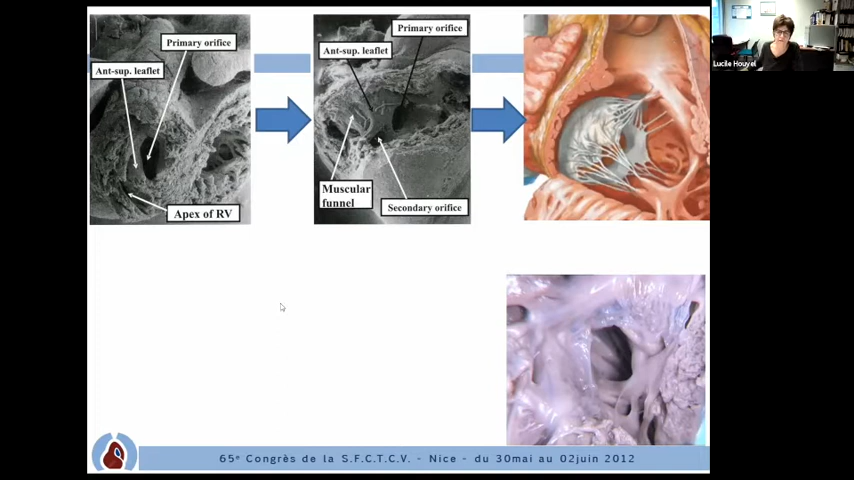 Primary orifice
Ant-sup. leaflet
Apex of RV
Primary orifice
Ant-sup. leaflet
Muscular
funnel
Secondary orifice
Lucile Houyel
65e Congrès de la S.F.C.T.C.V. - Nice - du 30mai au 02juin 2012